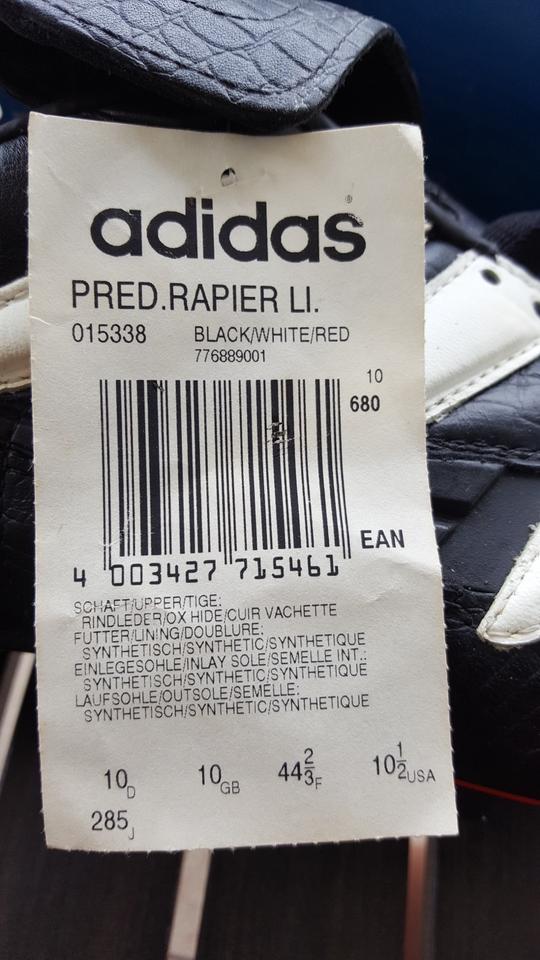 adidas®
PRED.RAPIER LI.
015338 BLACK/WHITE/RED
776889001
10
680
EAN
4 003427 715461
SCHAFT/UPPER/TIGE:
RINDLEDER/OX HIDE/CUIR VACHETTE
FUTTER/LINING/DOUBLURE:
SYNTHETISCH/SYNTHETIC/SYNTHETIQUE
EINLEGESOHLE/INLAY SOLE/SEMELLE INT.:
SYNTHETISCH/SYNTHETIC/SYNTHETIQUE
LAUFSOHLE/OUTSOLE/SEMELLE:
SYNTHETISCH/SYNTHETIC/SYNTHETIQUE
10D 10GB 44 2/3F 10 1/2USA
285J